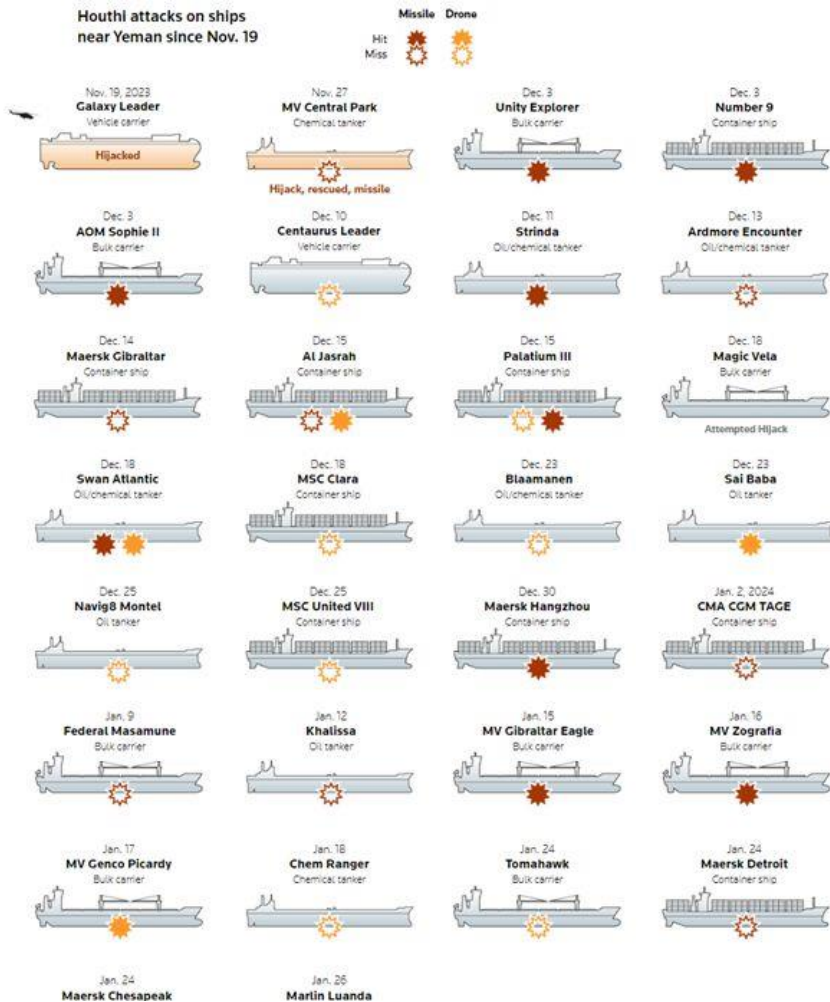 Houthi attacks on ships
near Yeman since Nov. 19
Missile Drone
Hit
Miss
Nov. 19, 2023
Galaxy Leader
Vehicle carrier
Hijacked
Nov. 27
MV Central Park
Chemical tanker
Hijack, rescued, missile
Dec. 3
Unity Explorer
Bulk carrier
Dec. 3
Number 9
Container ship
Dec. 3
AOM Sophie II
Bulk carrier
Dec. 10
Centaurus Leader
Vehicle carrier
Dec. 11
Strinda
Oil/chemical tanker
Dec. 13
Ardmore Encounter
Oil/chemical tanker
Dec. 14
Maersk Gibraltar
Container ship
Dec. 15
Al Jasrah
Container ship
Dec. 15
Palatium III
Container ship
Dec. 18
Magic Vela
Bulk carrier
Attempted Hijack
Dec. 18
Swan Atlantic
Oil/chemical tanker
Dec. 18
MSC Clara
Container ship
Dec. 23
Blaamanen
Oil/chemical tanker
Dec. 23
Sai Baba
Oil tanker
Dec. 25
Navig8 Montel
Oil tanker
Dec. 25
MSC United VIII
Container ship
Dec. 30
Maersk Hangzhou
Container ship
Jan. 2, 2024
CMA CGM TAGE
Container ship
Jan. 9
Federal Masamune
Bulk carrier
Jan. 12
Khalissa
Oil tanker
Jan. 15
MV Gibraltar Eagle
Bulk carrier
Jan. 16
MV Zografia
Bulk carrier
Jan. 17
MV Genco Picardy
Bulk carrier
Jan. 18
Chem Ranger
Chemical tanker
Jan. 24
Tomahawk
Bulk carrier
Jan. 24
Maersk Detroit
Container ship
Jan. 24
Maersk Chesapeak
Jan. 26
Marlin Luanda